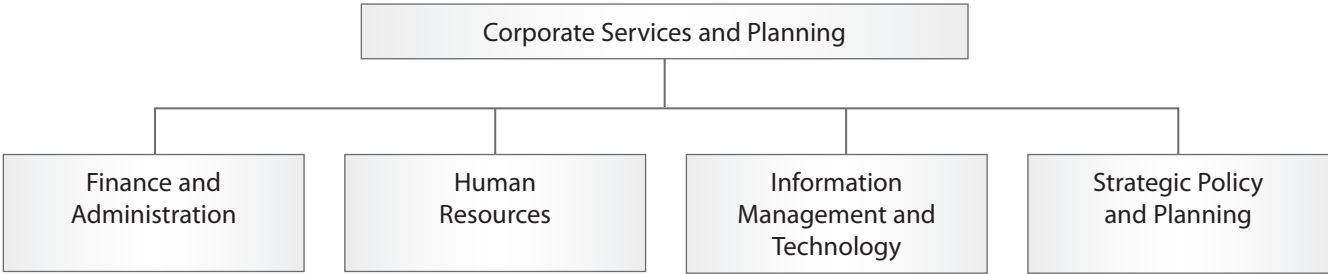 Corporate Services and Planning
Finance and
Administration
Human
Resources
Information
Management and
Technology
Strategic Policy
and Planning